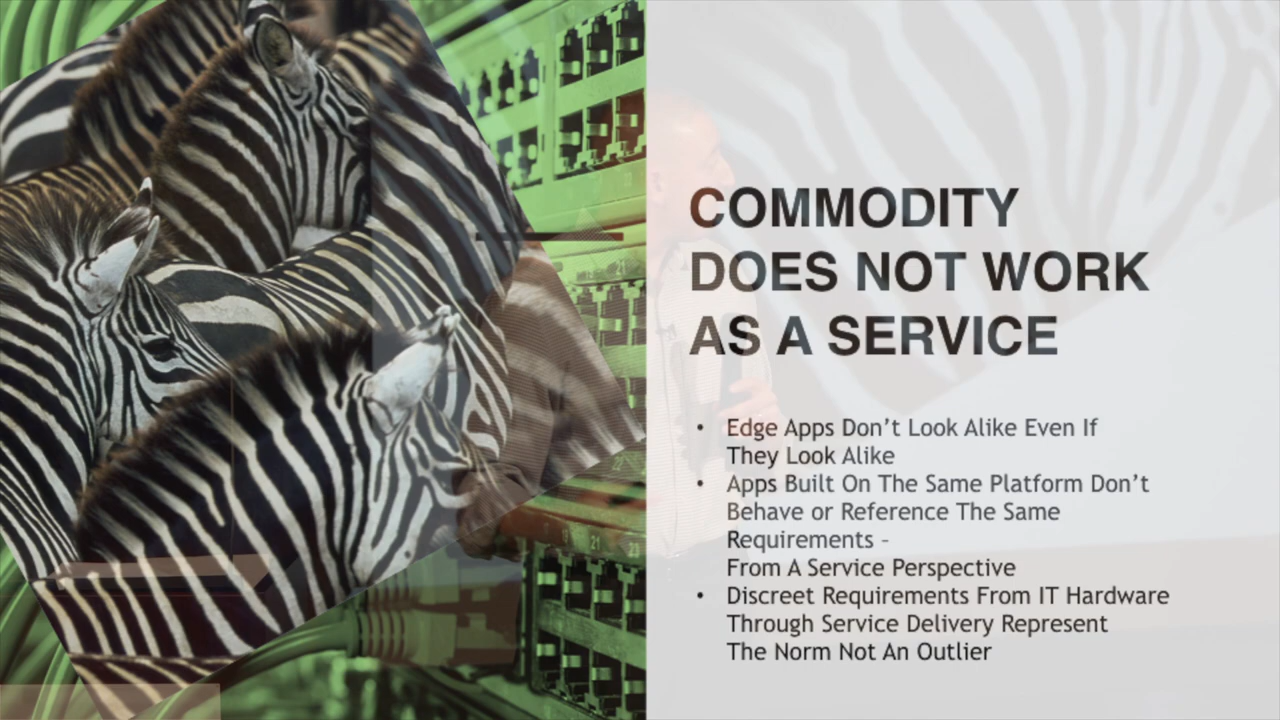 COMMODITY
DOES NOT WORK
AS A SERVICE
• Edge Apps Don't Look Alike Even If
They Look Alike
• Apps Built On The Same Platform Don't
Behave or Reference The Same
Requirements –
From A Service Perspective
• Discreet Requirements From IT Hardware
Through Service Delivery Represent
The Norm Not An Outlier